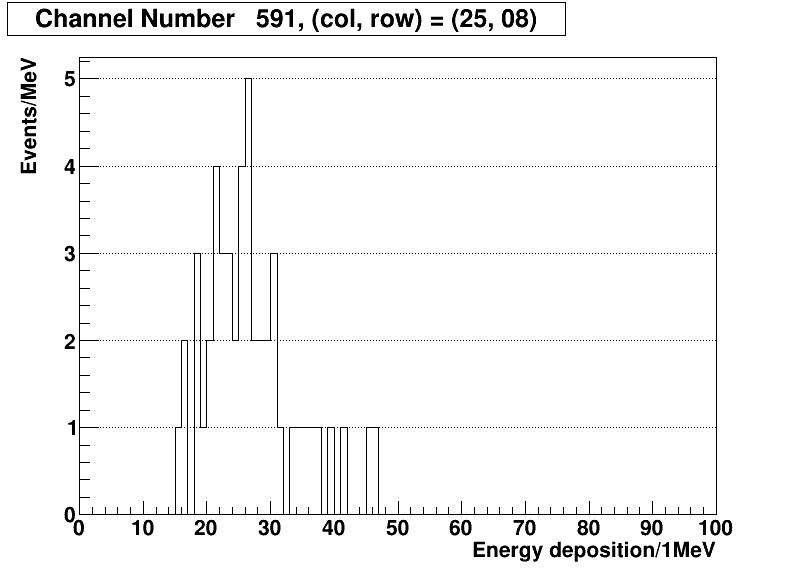 Channel Number 591, (col, row) = (25, 08)
Events/MeV
5
4
3
2
1
0
0 10 20 30 40 50 60 70 80 90 100
Energy deposition/1MeV